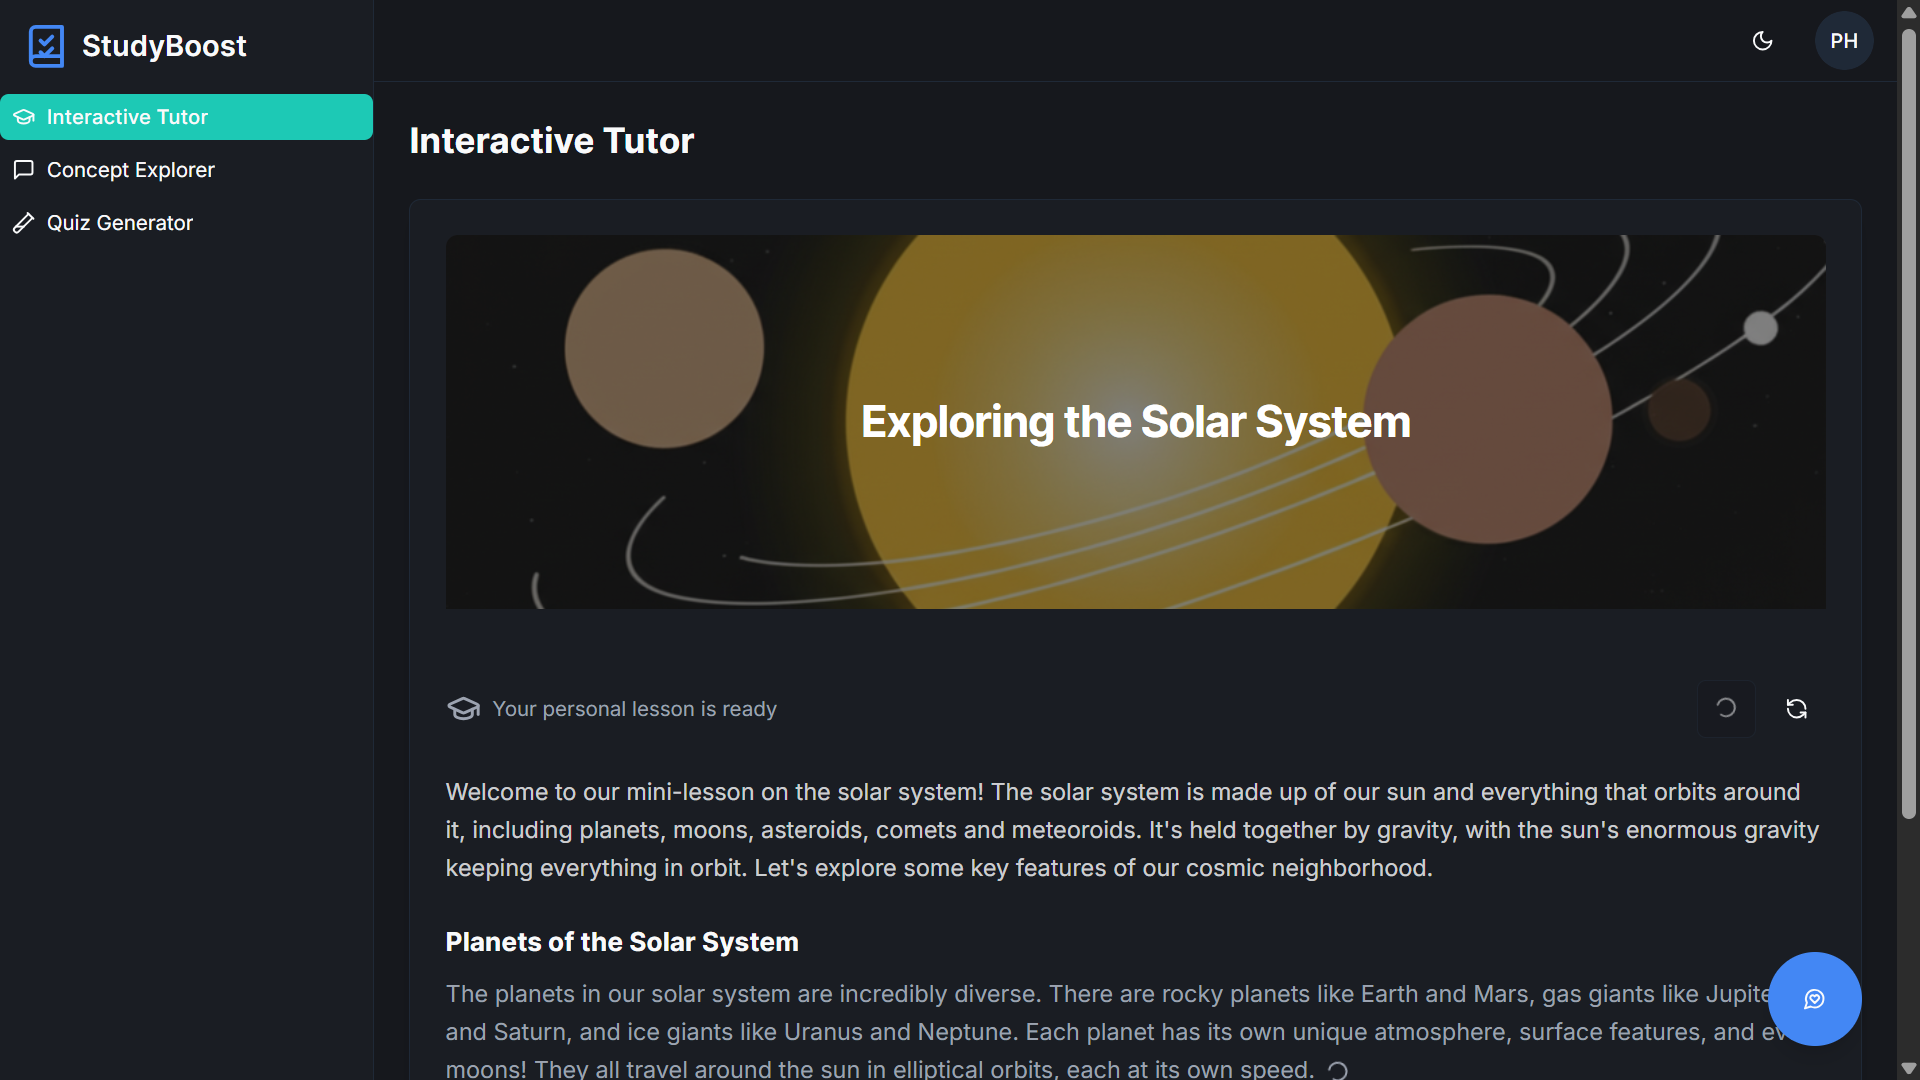 StudyBoost
PH
Interactive Tutor
Concept Explorer
Quiz Generator
Interactive Tutor
Exploring the Solar System
Your personal lesson is ready
Welcome to our mini-lesson on the solar system! The solar system is made up of our sun and everything that orbits around
it, including planets, moons, asteroids, comets and meteoroids. It's held together by gravity, with the sun's enormous gravity
keeping everything in orbit. Let's explore some key features of our cosmic neighborhood.
Planets of the Solar System
The planets in our solar system are incredibly diverse. There are rocky planets like Earth and Mars, gas giants like Jupite
and Saturn, and ice giants like Uranus and Neptune. Each planet has its own unique atmosphere, surface features, and
moons! They all travel around the sun in elliptical orbits, each at its own speed.